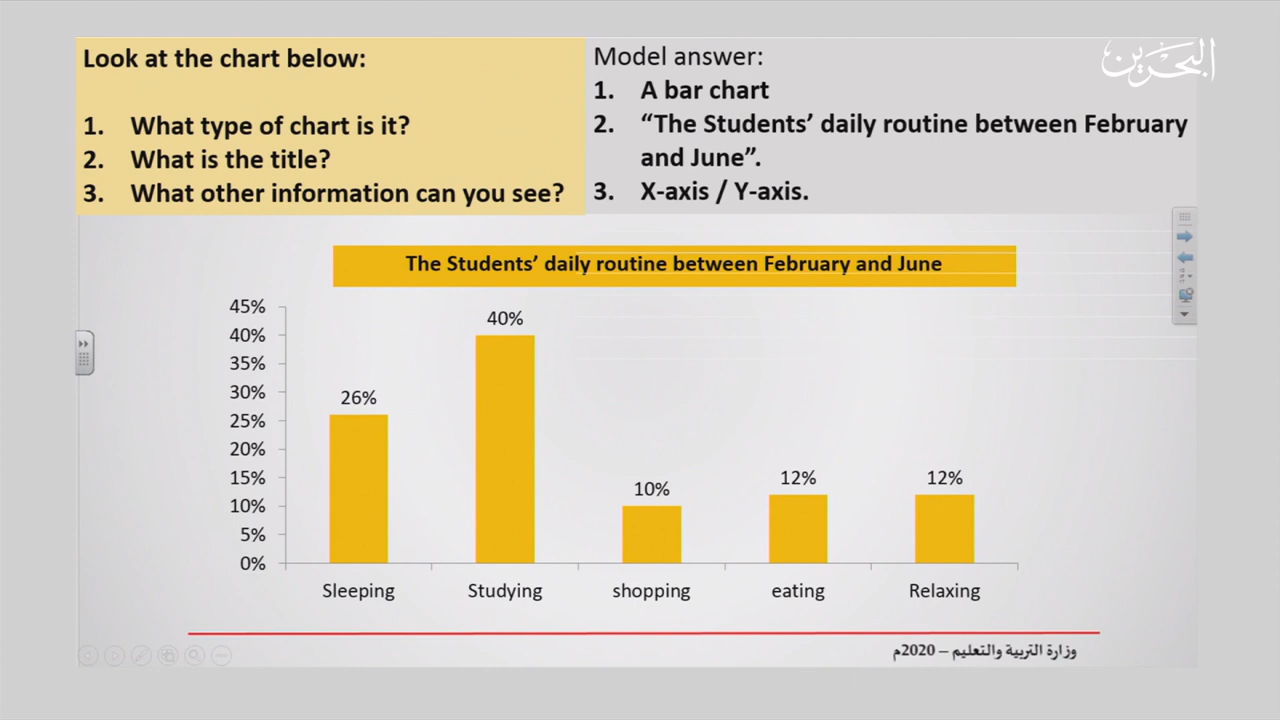 Look at the chart below:
1. What type of chart is it?
2. What is the title?
3. What other information can you see?
Model answer:
1. A bar chart
2. “The Students’ daily routine between February
and June”.
3. X-axis / Y-axis.
البحرين
The Students’ daily routine between February and June
45%
40%
35%
30%
25%
20%
15%
10%
5%
0%
26%
40%
10%
12%
12%
Sleeping
Studying
shopping
eating
Relaxing
وزارة التربية والتعليم – 2020م